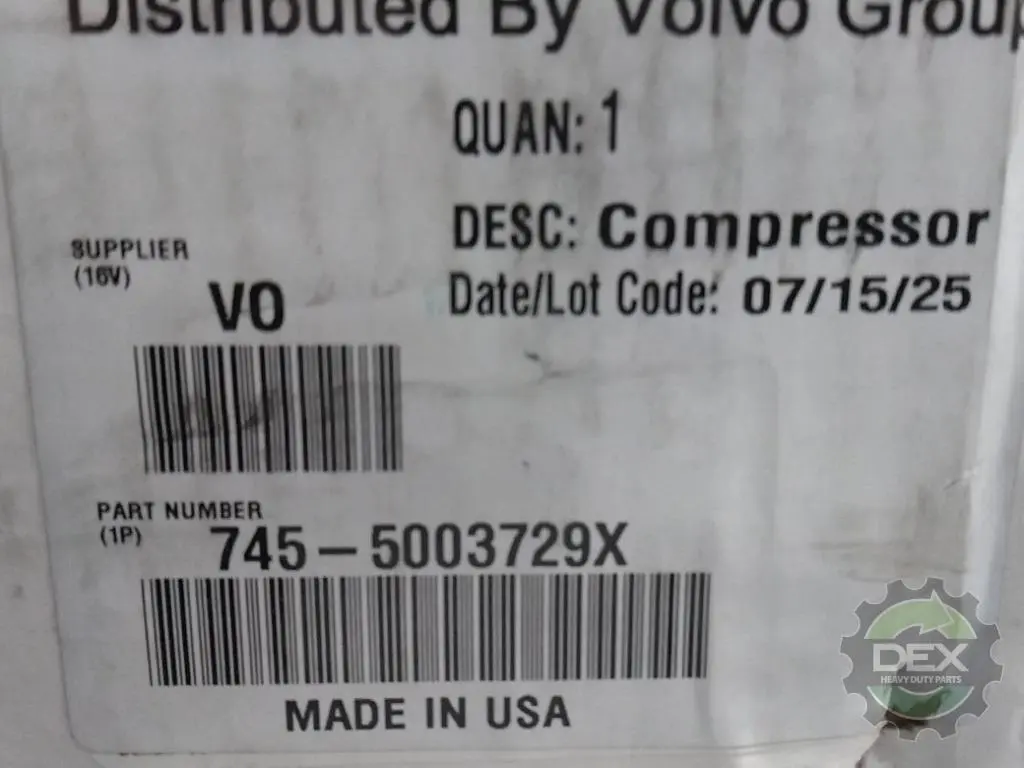 Distributed By Volvo Group
QUAN: 1
DESC: Compressor
Date/Lot Code: 07/15/25
SUPPLIER
(16V)
VO
PART NUMBER
(1P)
745-5003729X
MADE IN USA
DEX
HEAVY DUTY PARTS